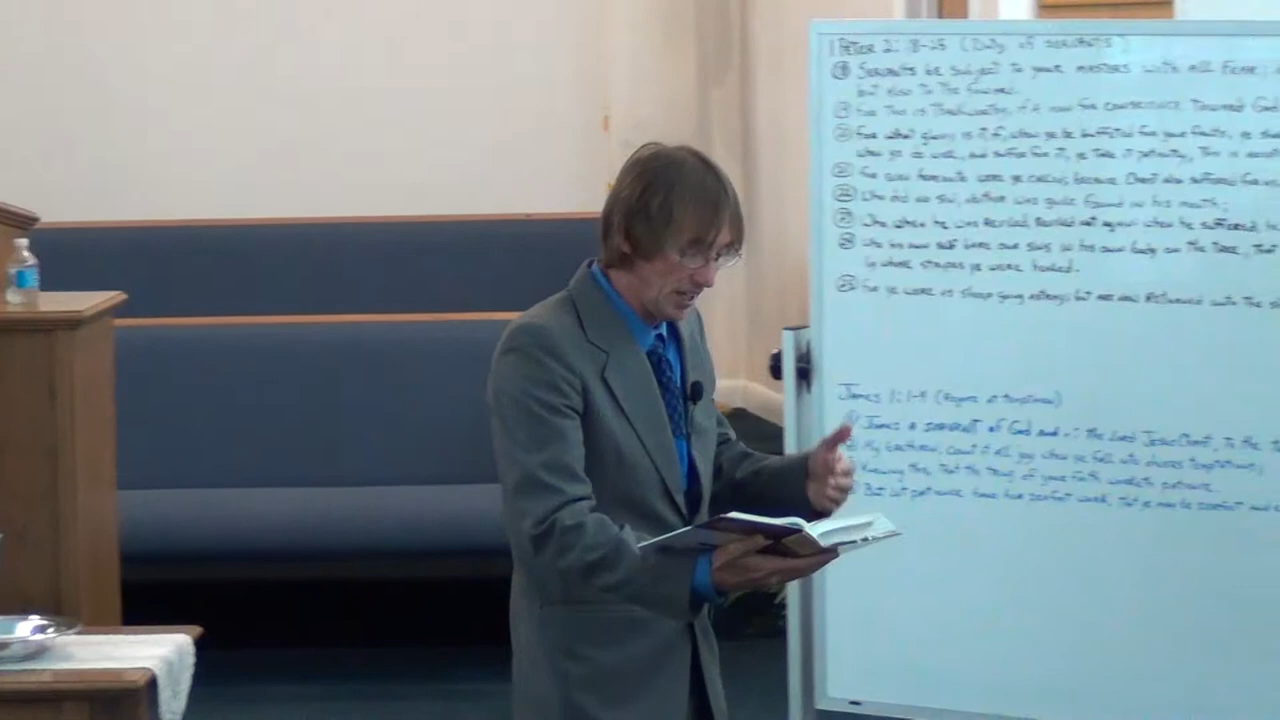 1 PETER 2: 18-25 (Duty of servants)
18 Servants be subject to your masters with all fear;
but also to the froward.
19 For this is thankworthy, if a man for conscience toward God
20 For what glory is it if, when ye be buffeted for your faults, ye
when ye do well, and suffer for it, ye take it patiently, this is
21 For even hereunto were ye called; because Christ also suffered for
22 Who did no sin, neither was guile found in his mouth;
23 Who when he was reviled, reviled not again when he suffered, he
24 who his own self bare our sins in his own body on the tree, that
by whose stripes ye were healed.
25 For ye were as sheep going astray; but are now returned unto the
James 1:1-4
James a servant of God and the Lord Jesus Christ, to the
My brethren, count it all joy when ye fall into divers temptations;
Knowing this, that the trying of your faith worketh patience.
But let patience have her perfect work, that ye may be perfect and